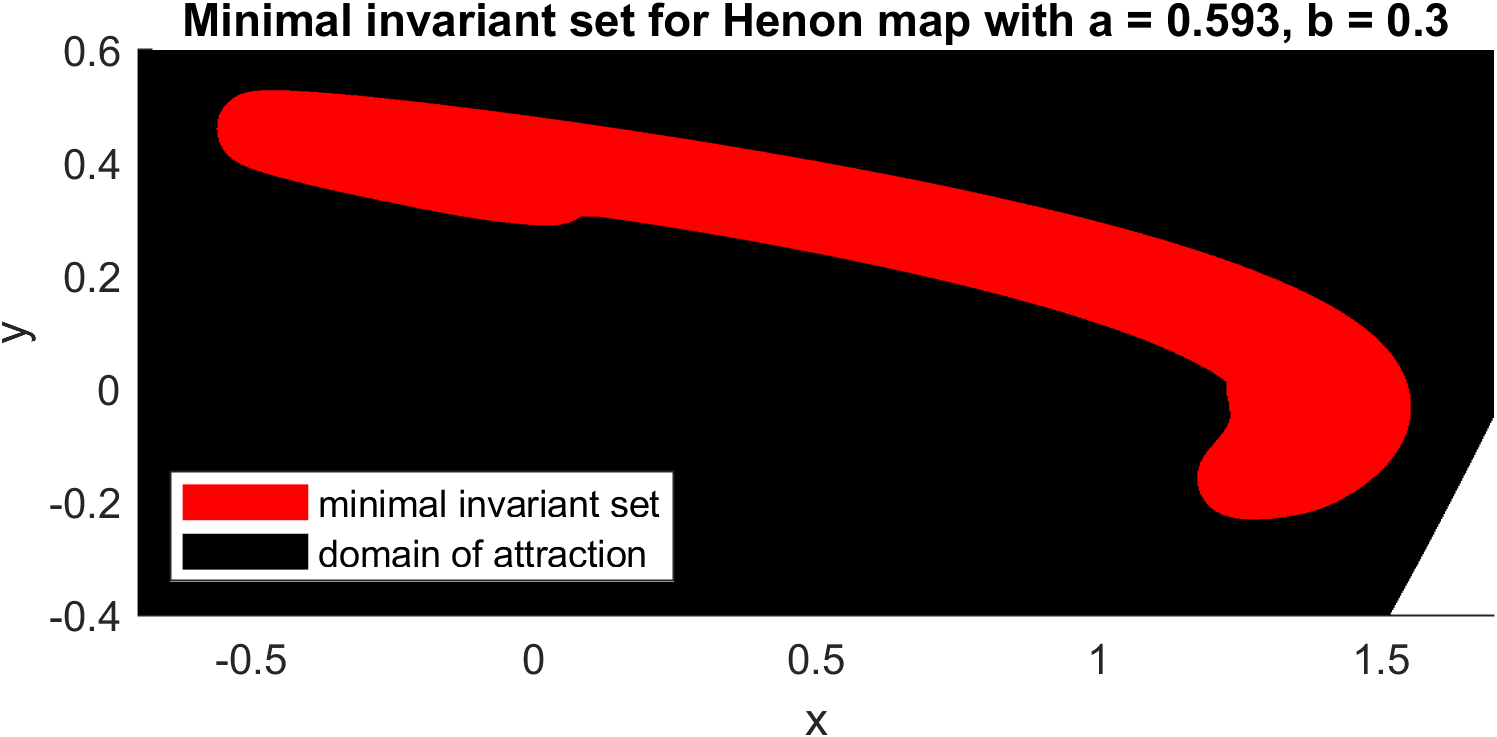 Minimal invariant set for Henon map with a = 0.593, b = 0.3
0.6
0.4
0.2
0
-0.2
-0.4
y
minimal invariant set
domain of attraction
-0.5 0 0.5 1 1.5
x